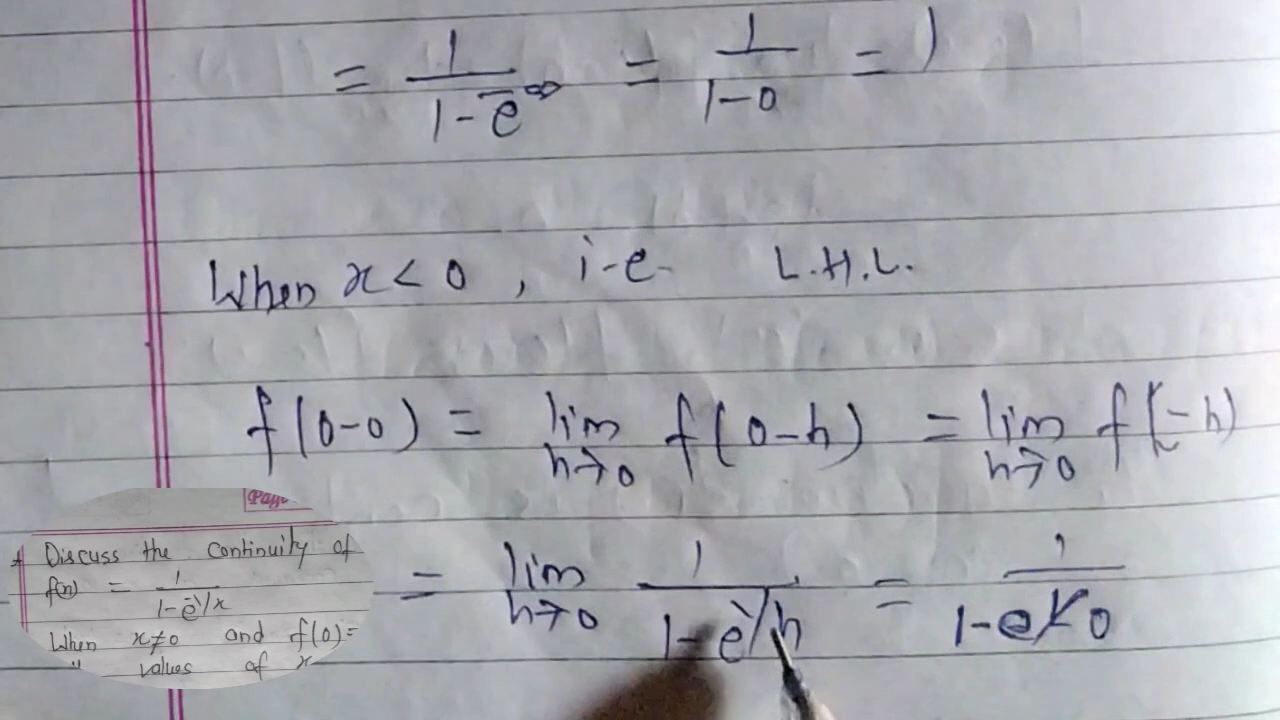 = 1/(1-e^-∞) = 1/(1-0) = 1
When x < 0 , i-e- L.H.L.
f(0-0) = lim h→0 f(0-h) = lim h→0 f(-h)
= lim h→0 1/(1-e^1/h) = 1/(1-e^1/0)
Page
* Discuss the continuity of
f(x) = 1/(1-e^-1/x)
When x≠0 and f(0)=
values of x